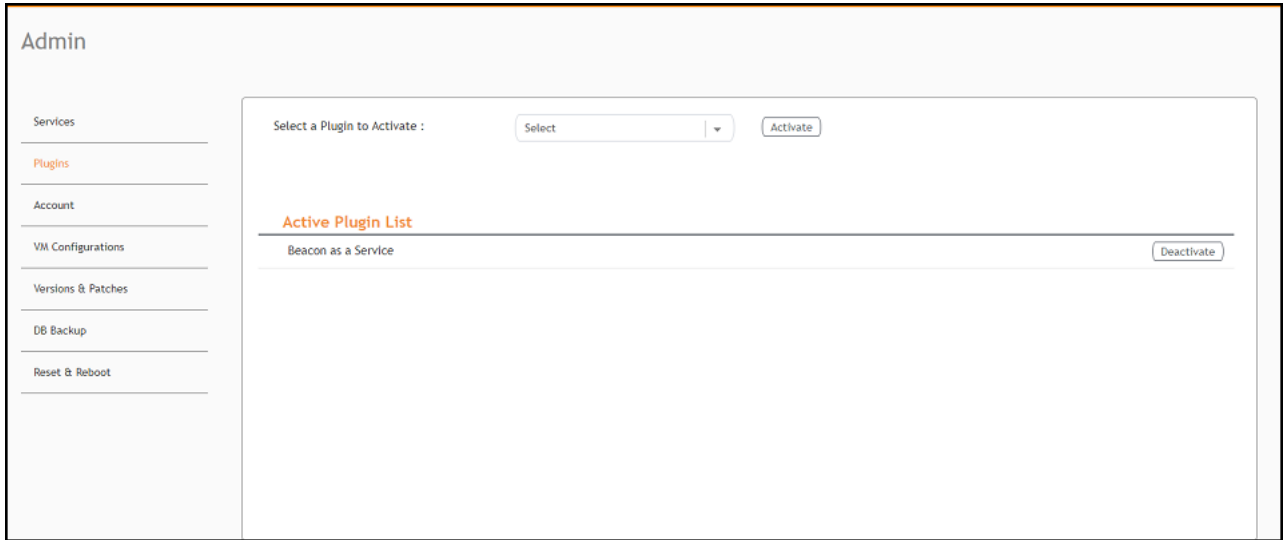 Admin
Services
Plugins
Account
VM Configurations
Versions & Patches
DB Backup
Reset & Reboot
Select a Plugin to Activate :
Select
Activate
Active Plugin List
Beacon as a Service
Deactivate